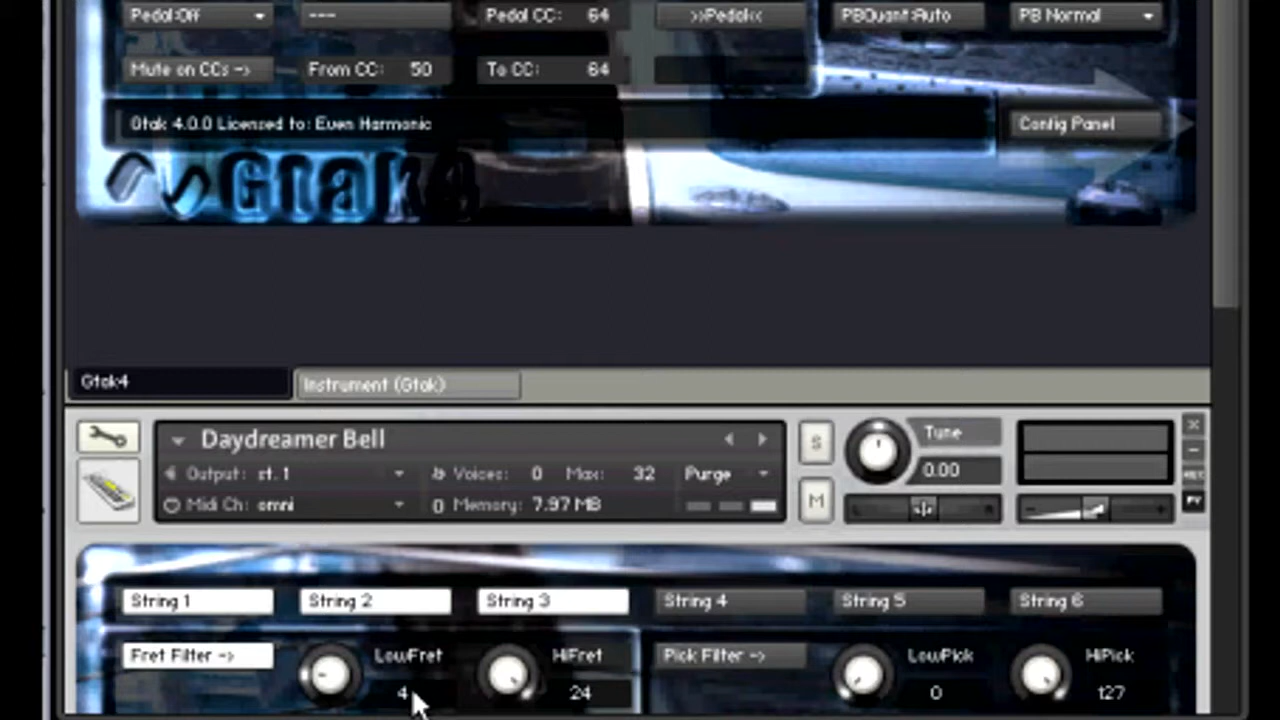 Pedal:Off --- Pedal CC: 64 >>Pedal<< PBQuant:Auto PB Normal
Mute on CCs -> From CC: 50 To CC: 64
Gtak 4.0.0 Licensed to: Even Harmonic Config Panel
Gtak4
Gtak4 Instrument (Gtak)
Daydreamer Bell S Tune
Output: st. 1 Voices: 0 Max: 32 Purge 0.00
Midi Ch: omni Memory: 7.97 MB M
String 1 String 2 String 3 String 4 String 5 String 6
Fret Filter -> LowFret HiFret Pick Filter -> LowPick HiPick
4 24 0 127